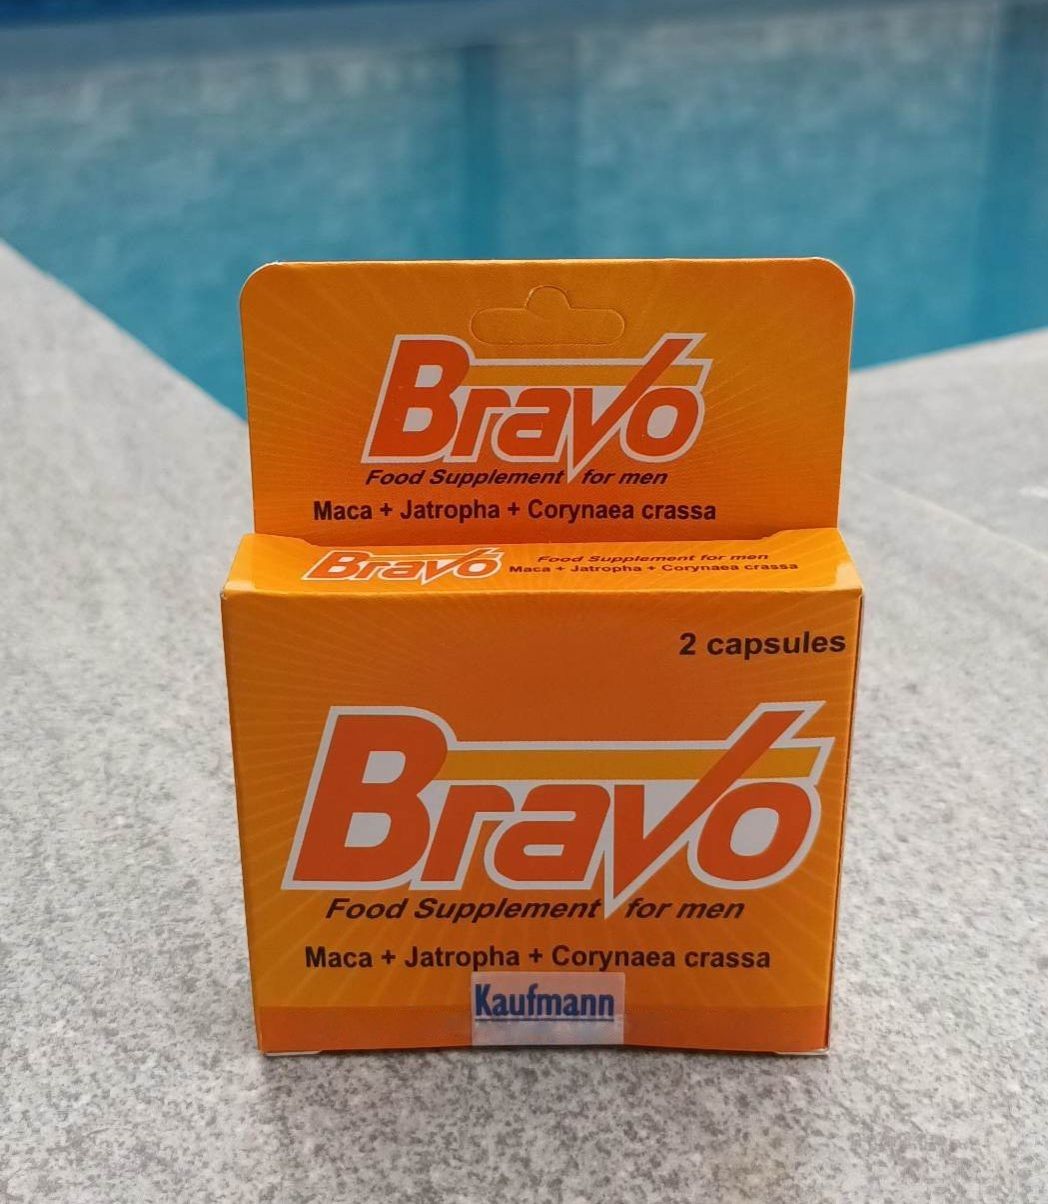 Bravo
Food Supplement for men
Maca + Jatropha + Corynaea crassa
Bravo
Food Supplement for men
Maca + Jatropha + Corynaea crassa
2 capsules
Bravo
Food Supplement for men
Maca + Jatropha + Corynaea crassa
Kaufmann